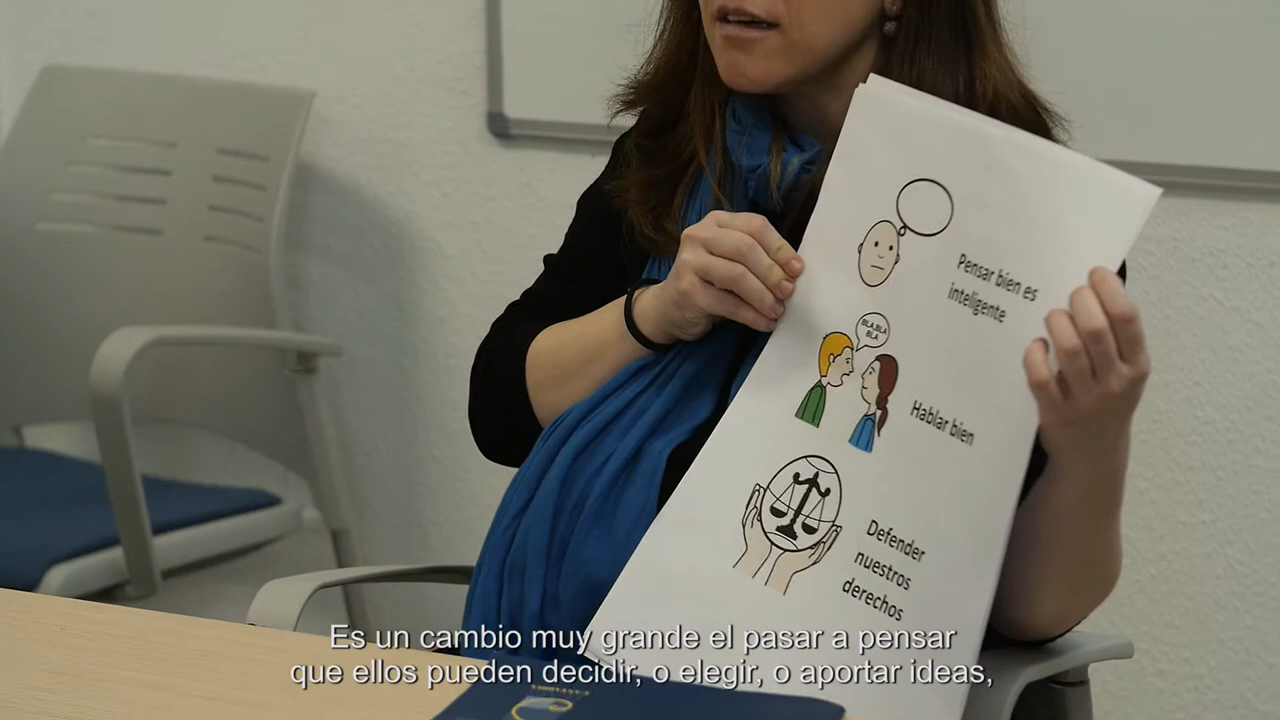 BLA,BLA
BLA
Pensar bien es
inteligente
Hablar bien
Defender
nuestros
derechos
Es un cambio muy grande el pasar a pensar
que ellos pueden decidir, o elegir, o aportar ideas,
CANTABRIA